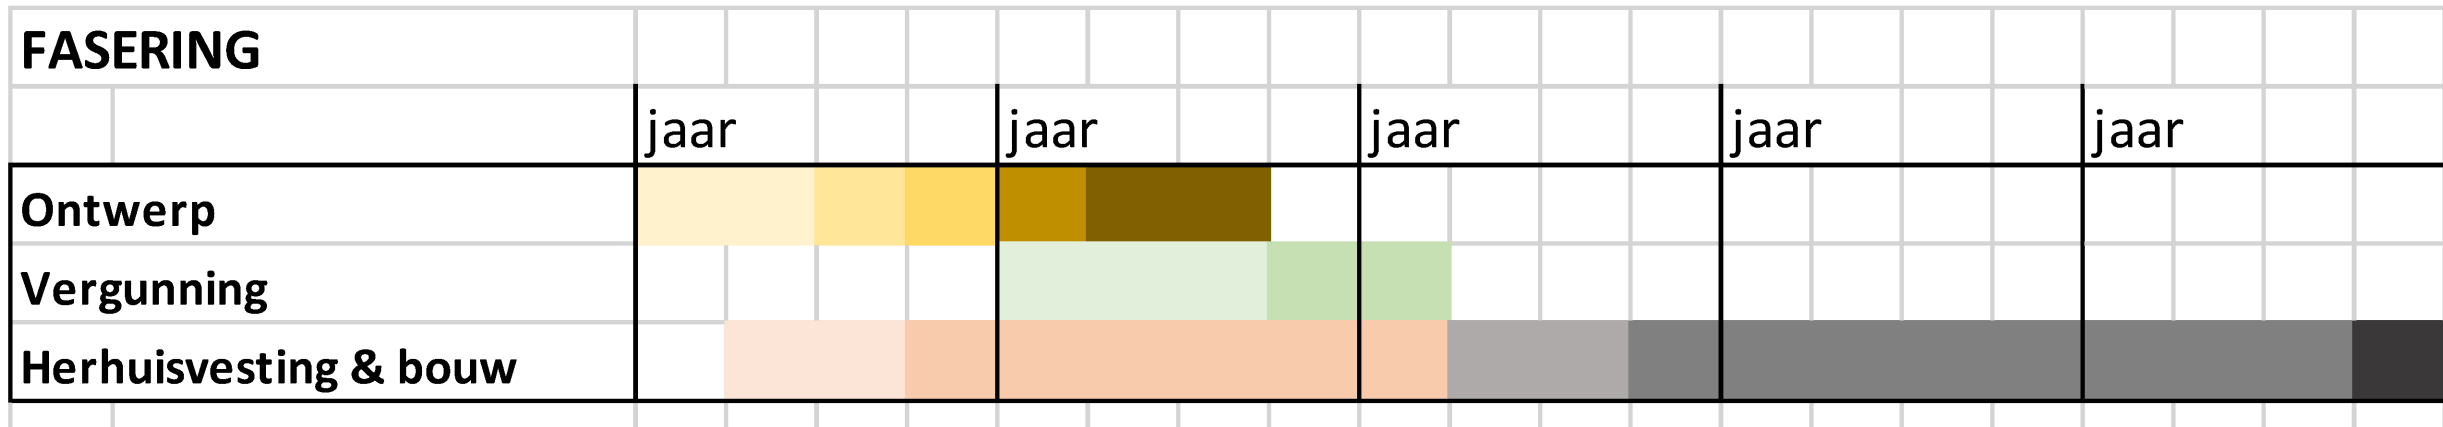 FASERING
jaar jaar jaar jaar jaar
Ontwerp
Vergunning
Herhuisvesting & bouw